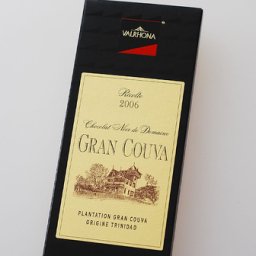 VALRHONA
Récolte
2006
Chocolat Noir de Domaine
GRAN COUVA
PLANTATION GRAN COUVA
ORIGINE TRINIDAD